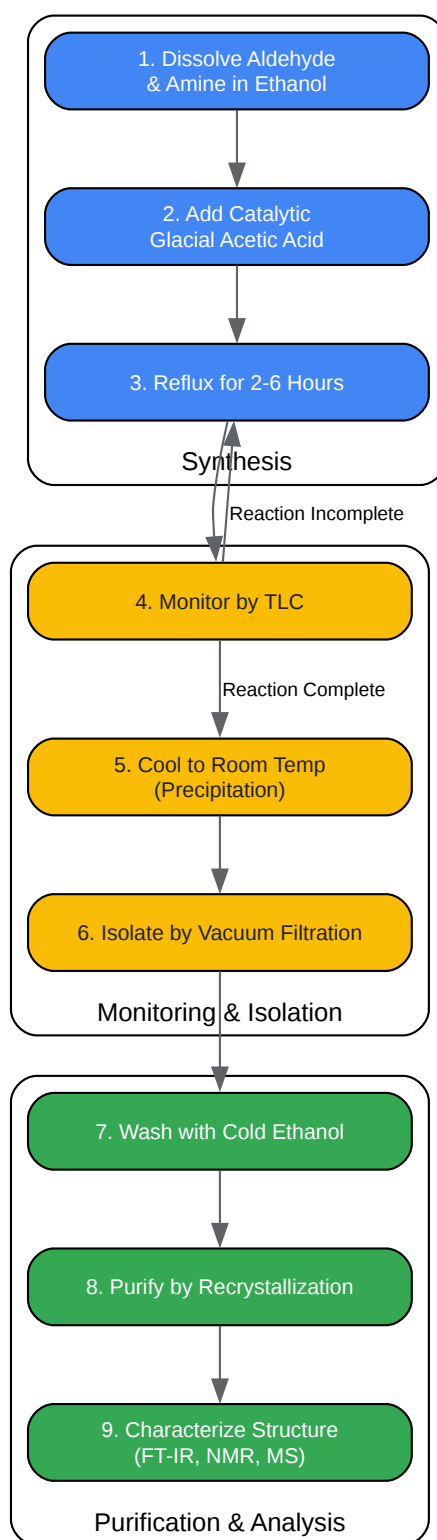 1. Dissolve Aldehyde
& Amine in Ethanol
2. Add Catalytic
Glacial Acetic Acid
3. Reflux for 2-6 Hours
Synthesis
Reaction Incomplete
4. Monitor by TLC
Reaction Complete
5. Cool to Room Temp
(Precipitation)
6. Isolate by Vacuum Filtration
Monitoring & Isolation
7. Wash with Cold Ethanol
8. Purify by Recrystallization
9. Characterize Structure
(FT-IR, NMR, MS)
Purification & Analysis